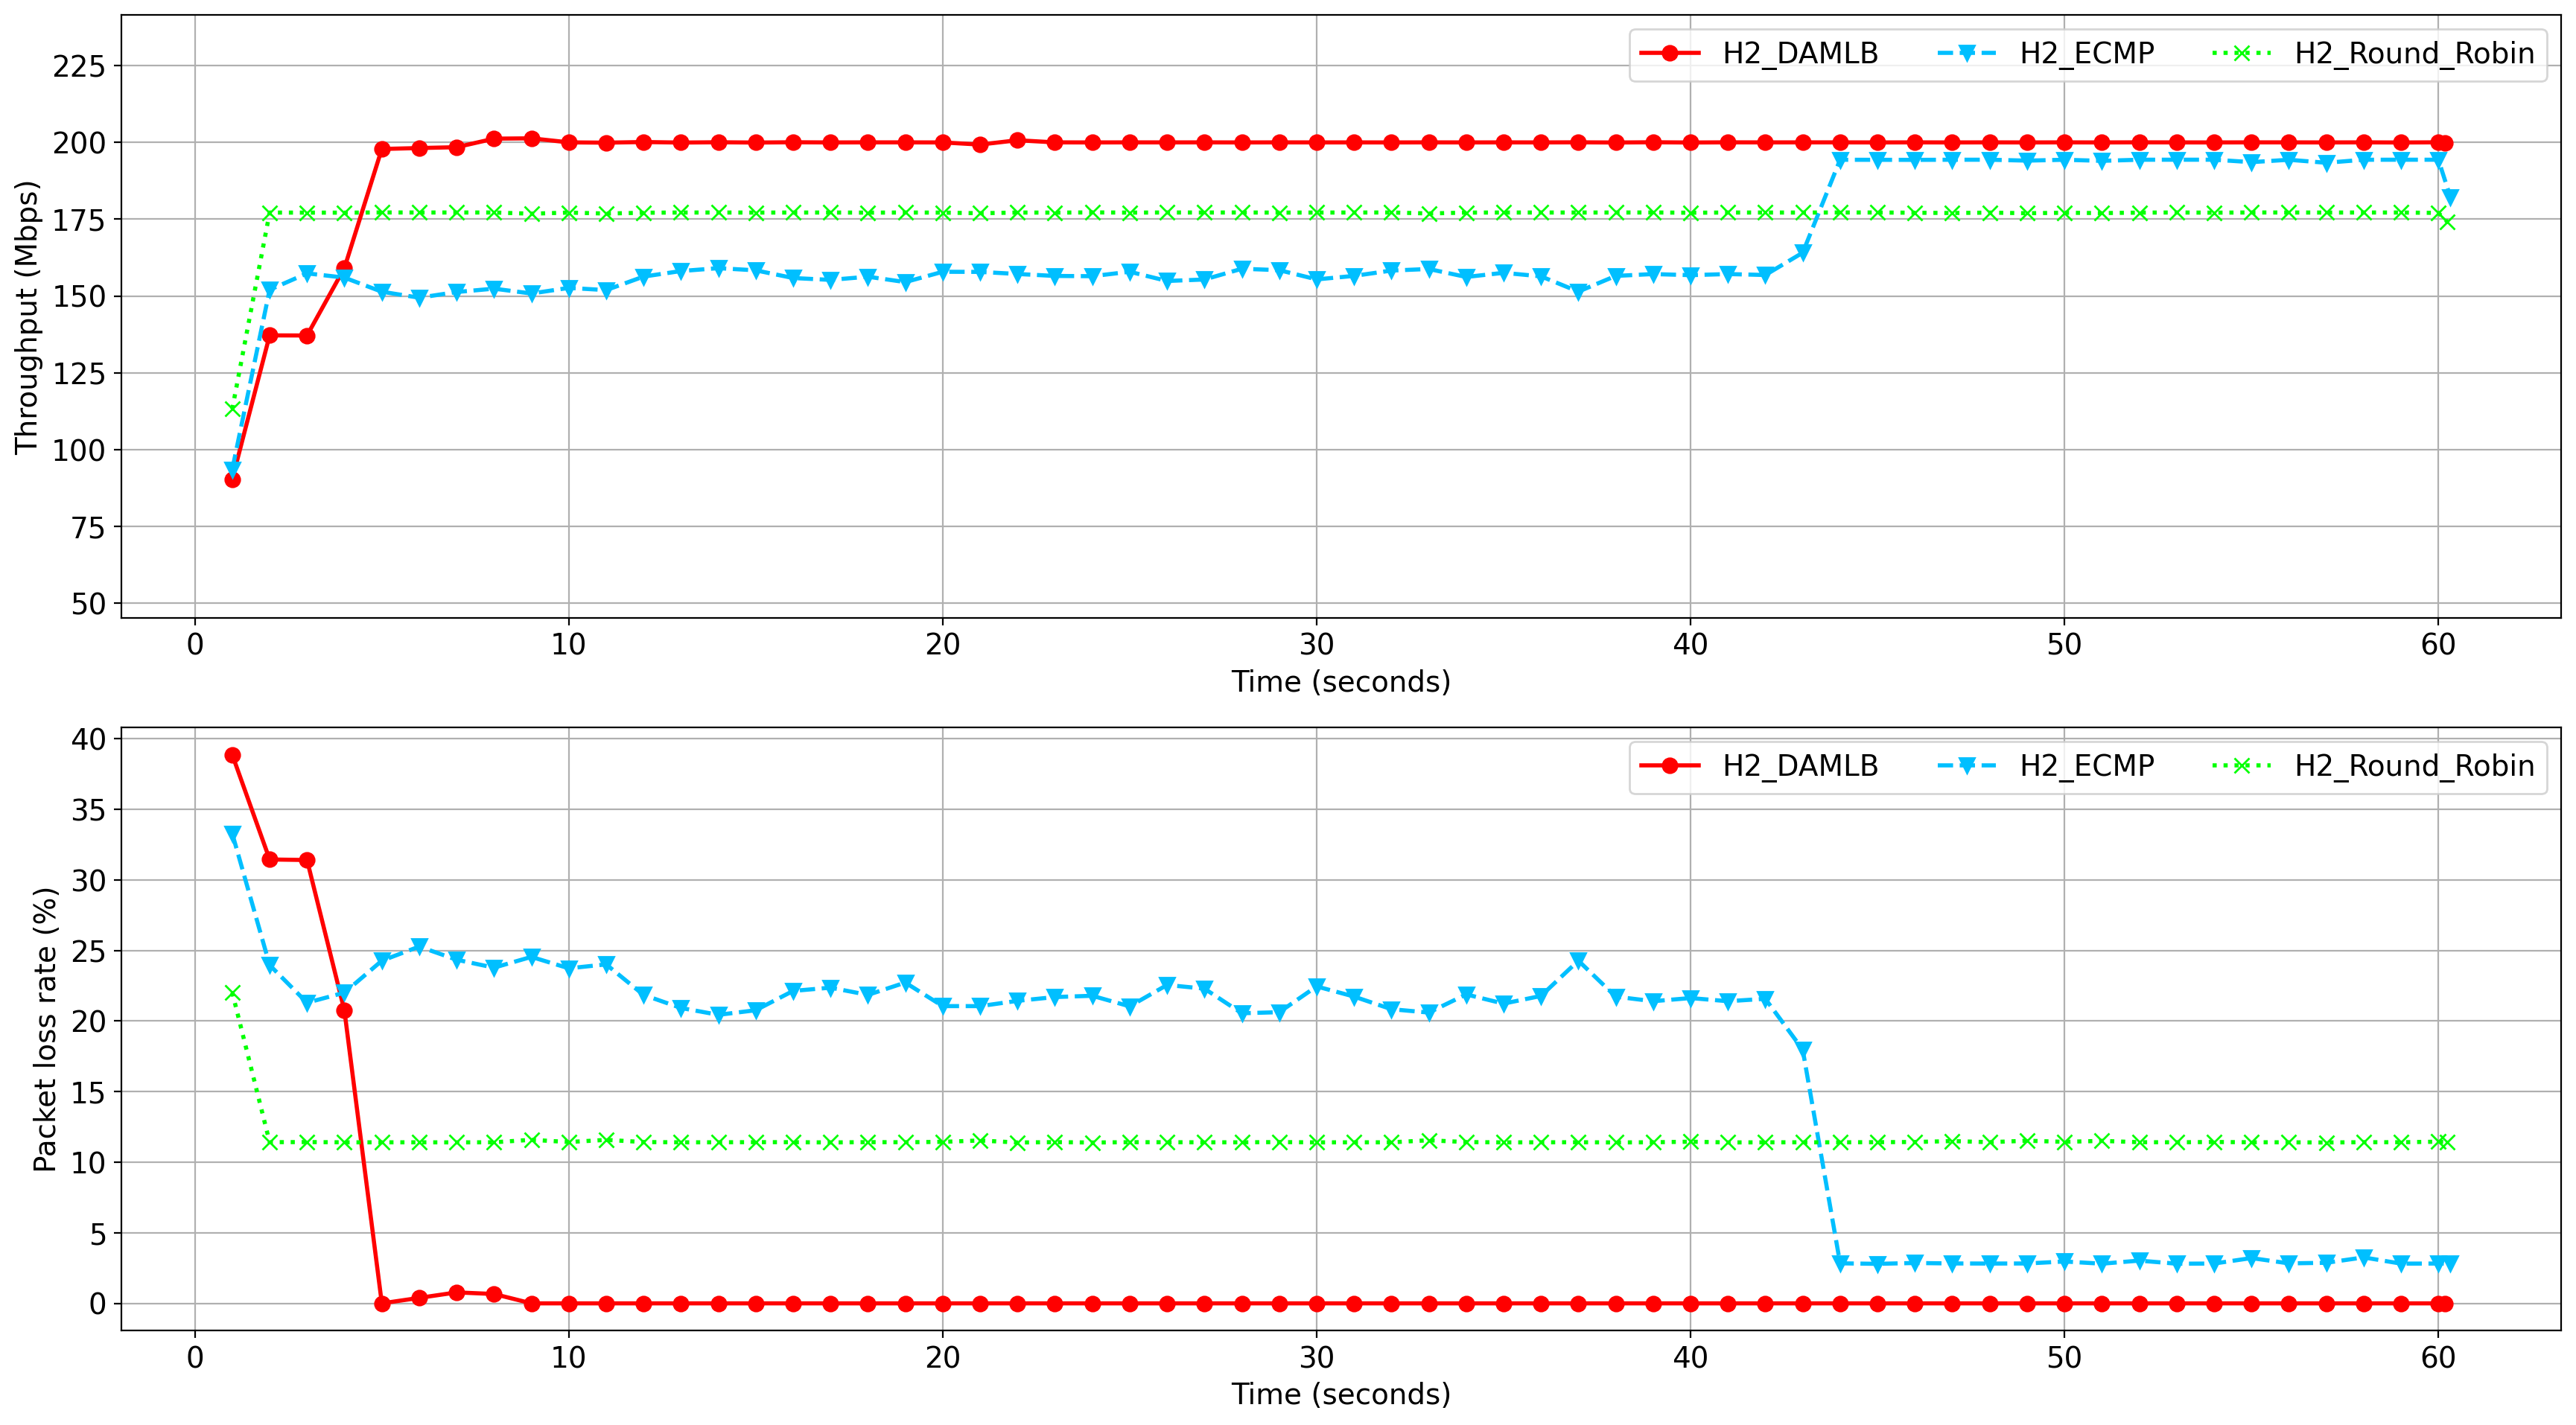 H2_DAMLB H2_ECMP H2_Round_Robin
225
200
175
150
125
100
75
50
Throughput (Mbps)
0 10 20 30 40 50 60
Time (seconds)
H2_DAMLB H2_ECMP H2_Round_Robin
40
35
30
25
20
15
10
5
0
Packet loss rate (%)
0 10 20 30 40 50 60
Time (seconds)